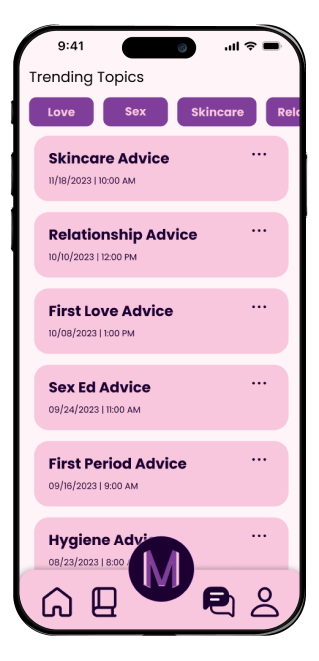 9:41
Trending Topics
Love Sex Skincare
Skincare Advice
11/18/2023 | 10:00 AM
Relationship Advice
10/10/2023 | 12:00 PM
First Love Advice
10/08/2023 | 1:00 PM
Sex Ed Advice
09/24/2023 | 11:00 AM
First Period Advice
09/16/2023 | 9:00 AM
Hygiene
08/23/2023 | 8:00
M